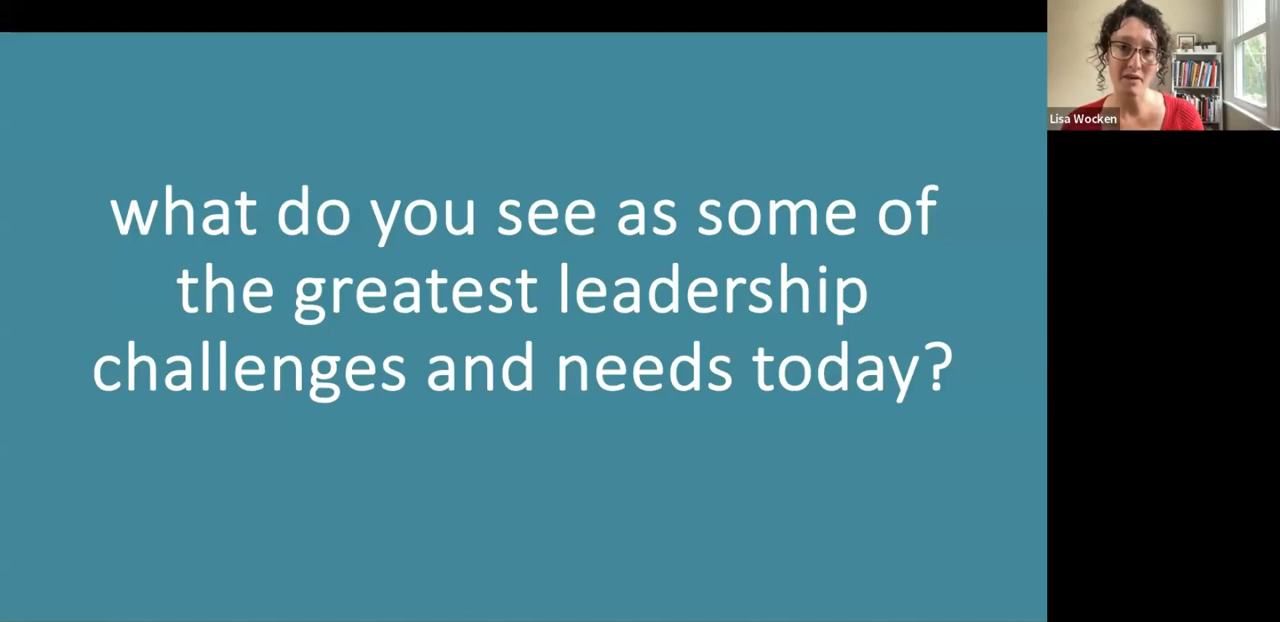 what do you see as some of
the greatest leadership
challenges and needs today?
Lisa Wocken